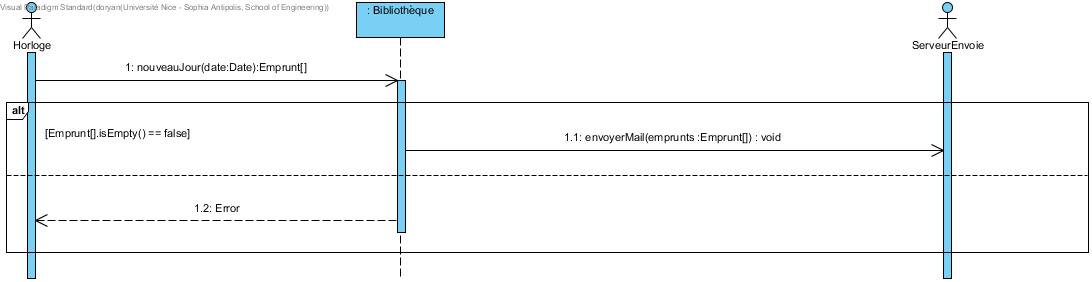 Visual Paradigm Standard(doryan(Université Nice - Sophia Antipolis, School of Engineering))
: Bibliothèque
Horloge
ServeurEnvoie
1: nouveauJour(date:Date):Emprunt[]
alt
[Emprunt[].isEmpty() == false]
1.1: envoyerMail(emprunts :Emprunt[]) : void
1.2: Error